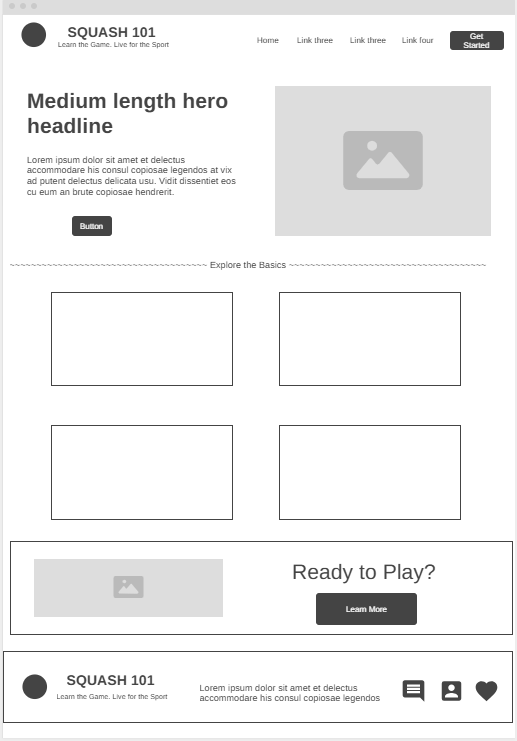 SQUASH 101
Learn the Game. Live for the Sport
Home Link three Link three Link four
Get
Started
Medium length hero
headline
Lorem ipsum dolor sit amet et delectus
accommodare his consul copiosae legendos at vix
ad putent delectus delicata usu. Vidit dissentiet eos
cu eum an brute copiosae hendrerit.
Button
~~~~~~~~~~~~~~~~~~~~~~~~~~~~~~~~~~~~~ Explore the Basics ~~~~~~~~~~~~~~~~~~~~~~~~~~~~~~~~~~~~~
Ready to Play?
Learn More
SQUASH 101
Learn the Game. Live for the Sport
Lorem ipsum dolor sit amet et delectus
accommodare his consul copiosae legendos